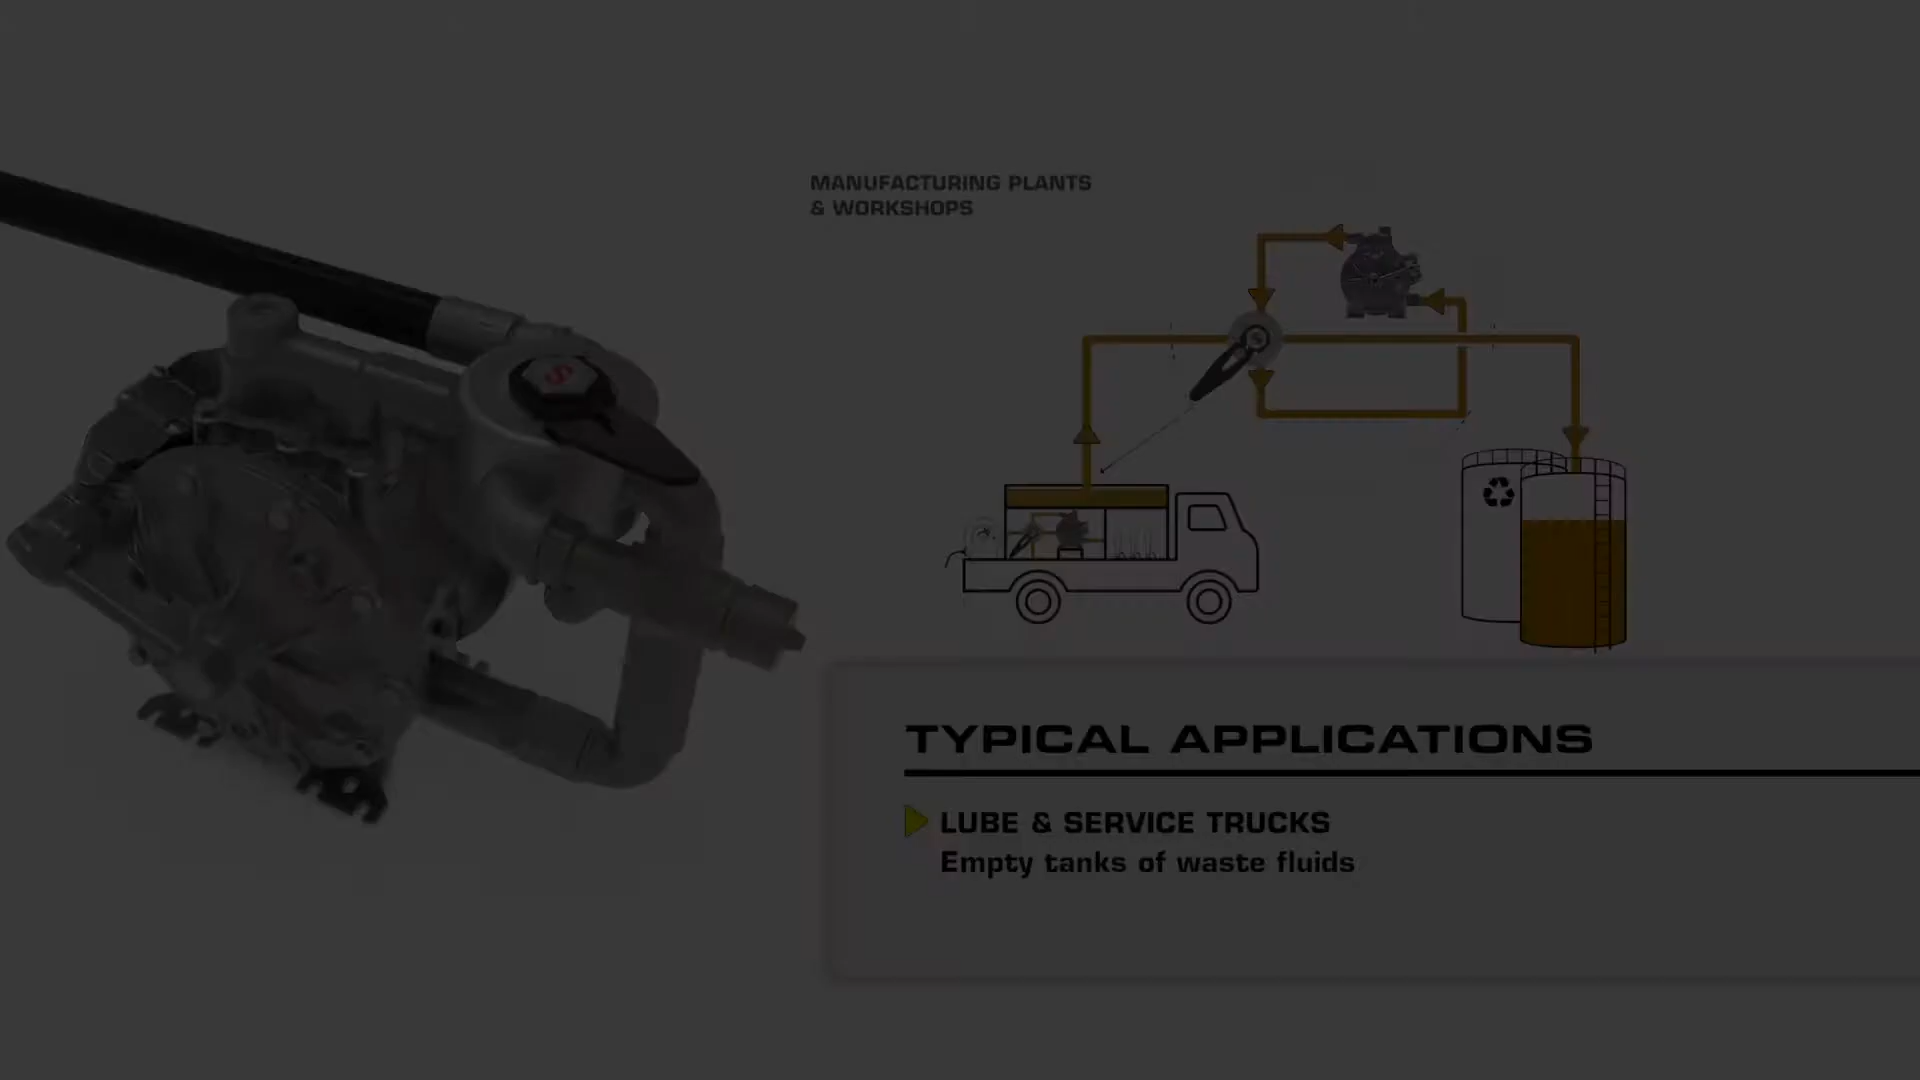 MANUFACTURING PLANTS
& WORKSHOPS
S
TYPICAL APPLICATIONS
LUBE & SERVICE TRUCKS
Empty tanks of waste fluids